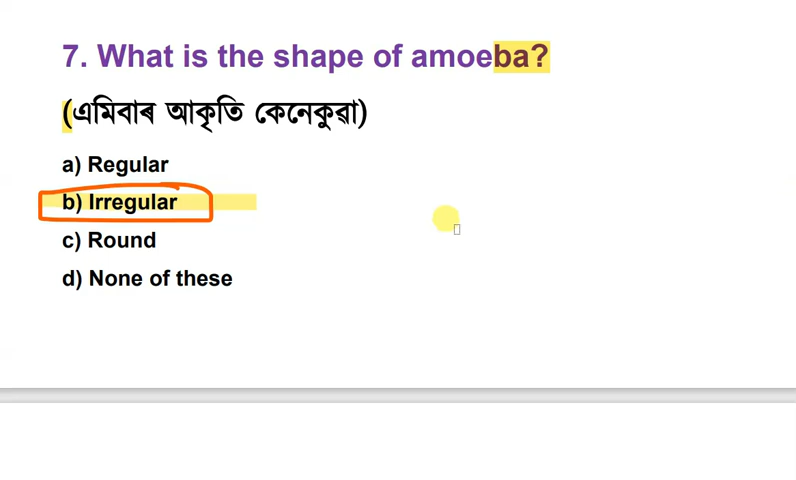 7. What is the shape of amoeba?
(এমিবাৰ আকৃতি কেনেকুৱা)
a) Regular
b) Irregular
c) Round
d) None of these